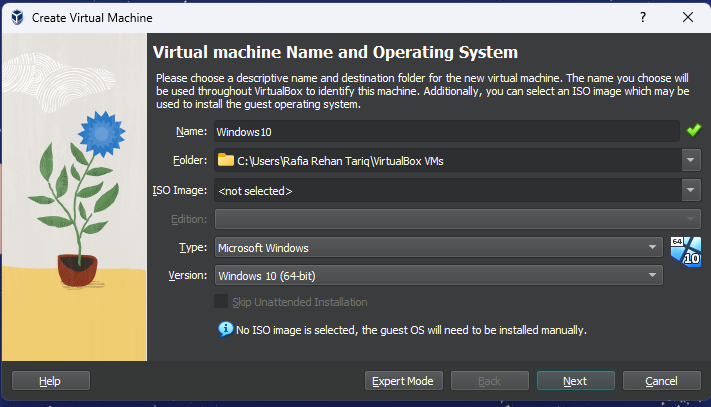 Create Virtual Machine
?
Virtual machine Name and Operating System
Please choose a descriptive name and destination folder for the new virtual machine. The name you choose will
be used throughout VirtualBox to identify this machine. Additionally, you can select an ISO image which may be
used to install the guest operating system.
Name: Windows10
Folder: C:\Users\Rafia Rehan Tariq\VirtualBox VMs
ISO Image: <not selected>
Edition:
Type: Microsoft Windows
64
10
Version: Windows 10 (64-bit)
Skip Unattended Installation
No ISO image is selected, the guest OS will need to be installed manually.
Help Expert Mode Back Next Cancel